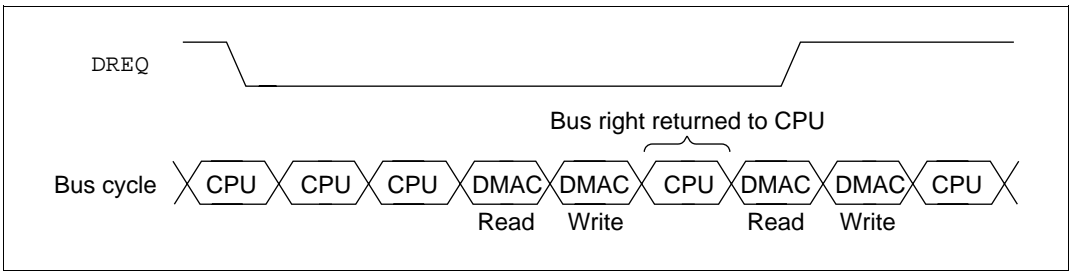 DREQ
Bus right returned to CPU
Bus cycle CPU CPU CPU DMAC DMAC CPU DMAC DMAC CPU
Read Write Read Write